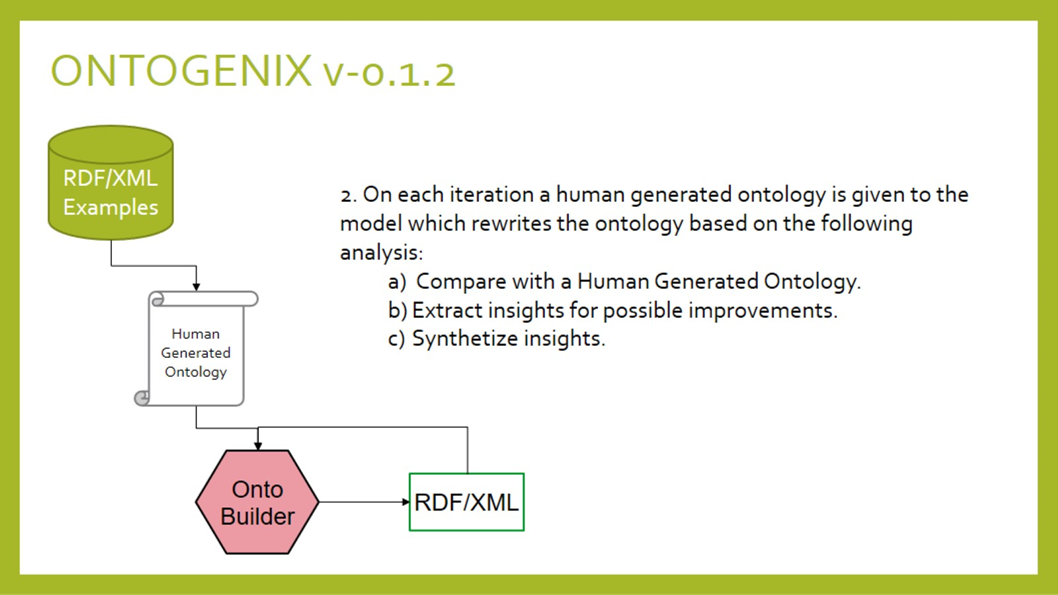 ONTOGENIX v-0.1.2
RDF/XML
Examples
2. On each iteration a human generated ontology is given to the
model which rewrites the ontology based on the following
analysis:
a) Compare with a Human Generated Ontology.
b) Extract insights for possible improvements.
c) Synthetize insights.
Human
Generated
Ontology
Onto
Builder
RDF/XML